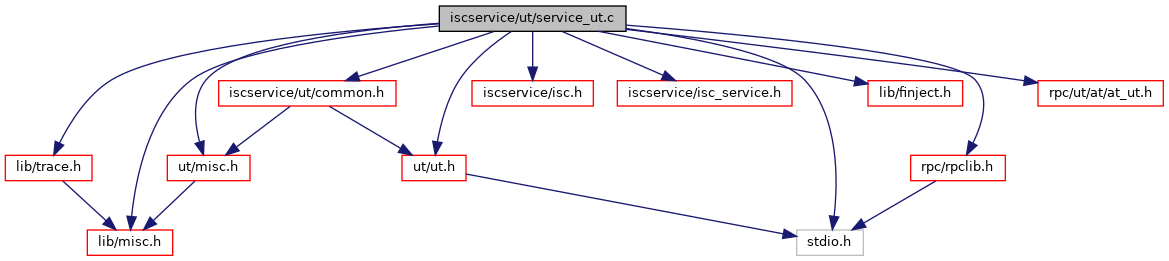 iscservice/ut/service_ut.c
iscservice/ut/common.h
iscservice/isc.h
iscservice/isc_service.h
lib/finject.h
rpc/ut/at/at_ut.h
lib/trace.h
ut/misc.h
ut/ut.h
rpc/rpclib.h
lib/misc.h
stdio.h